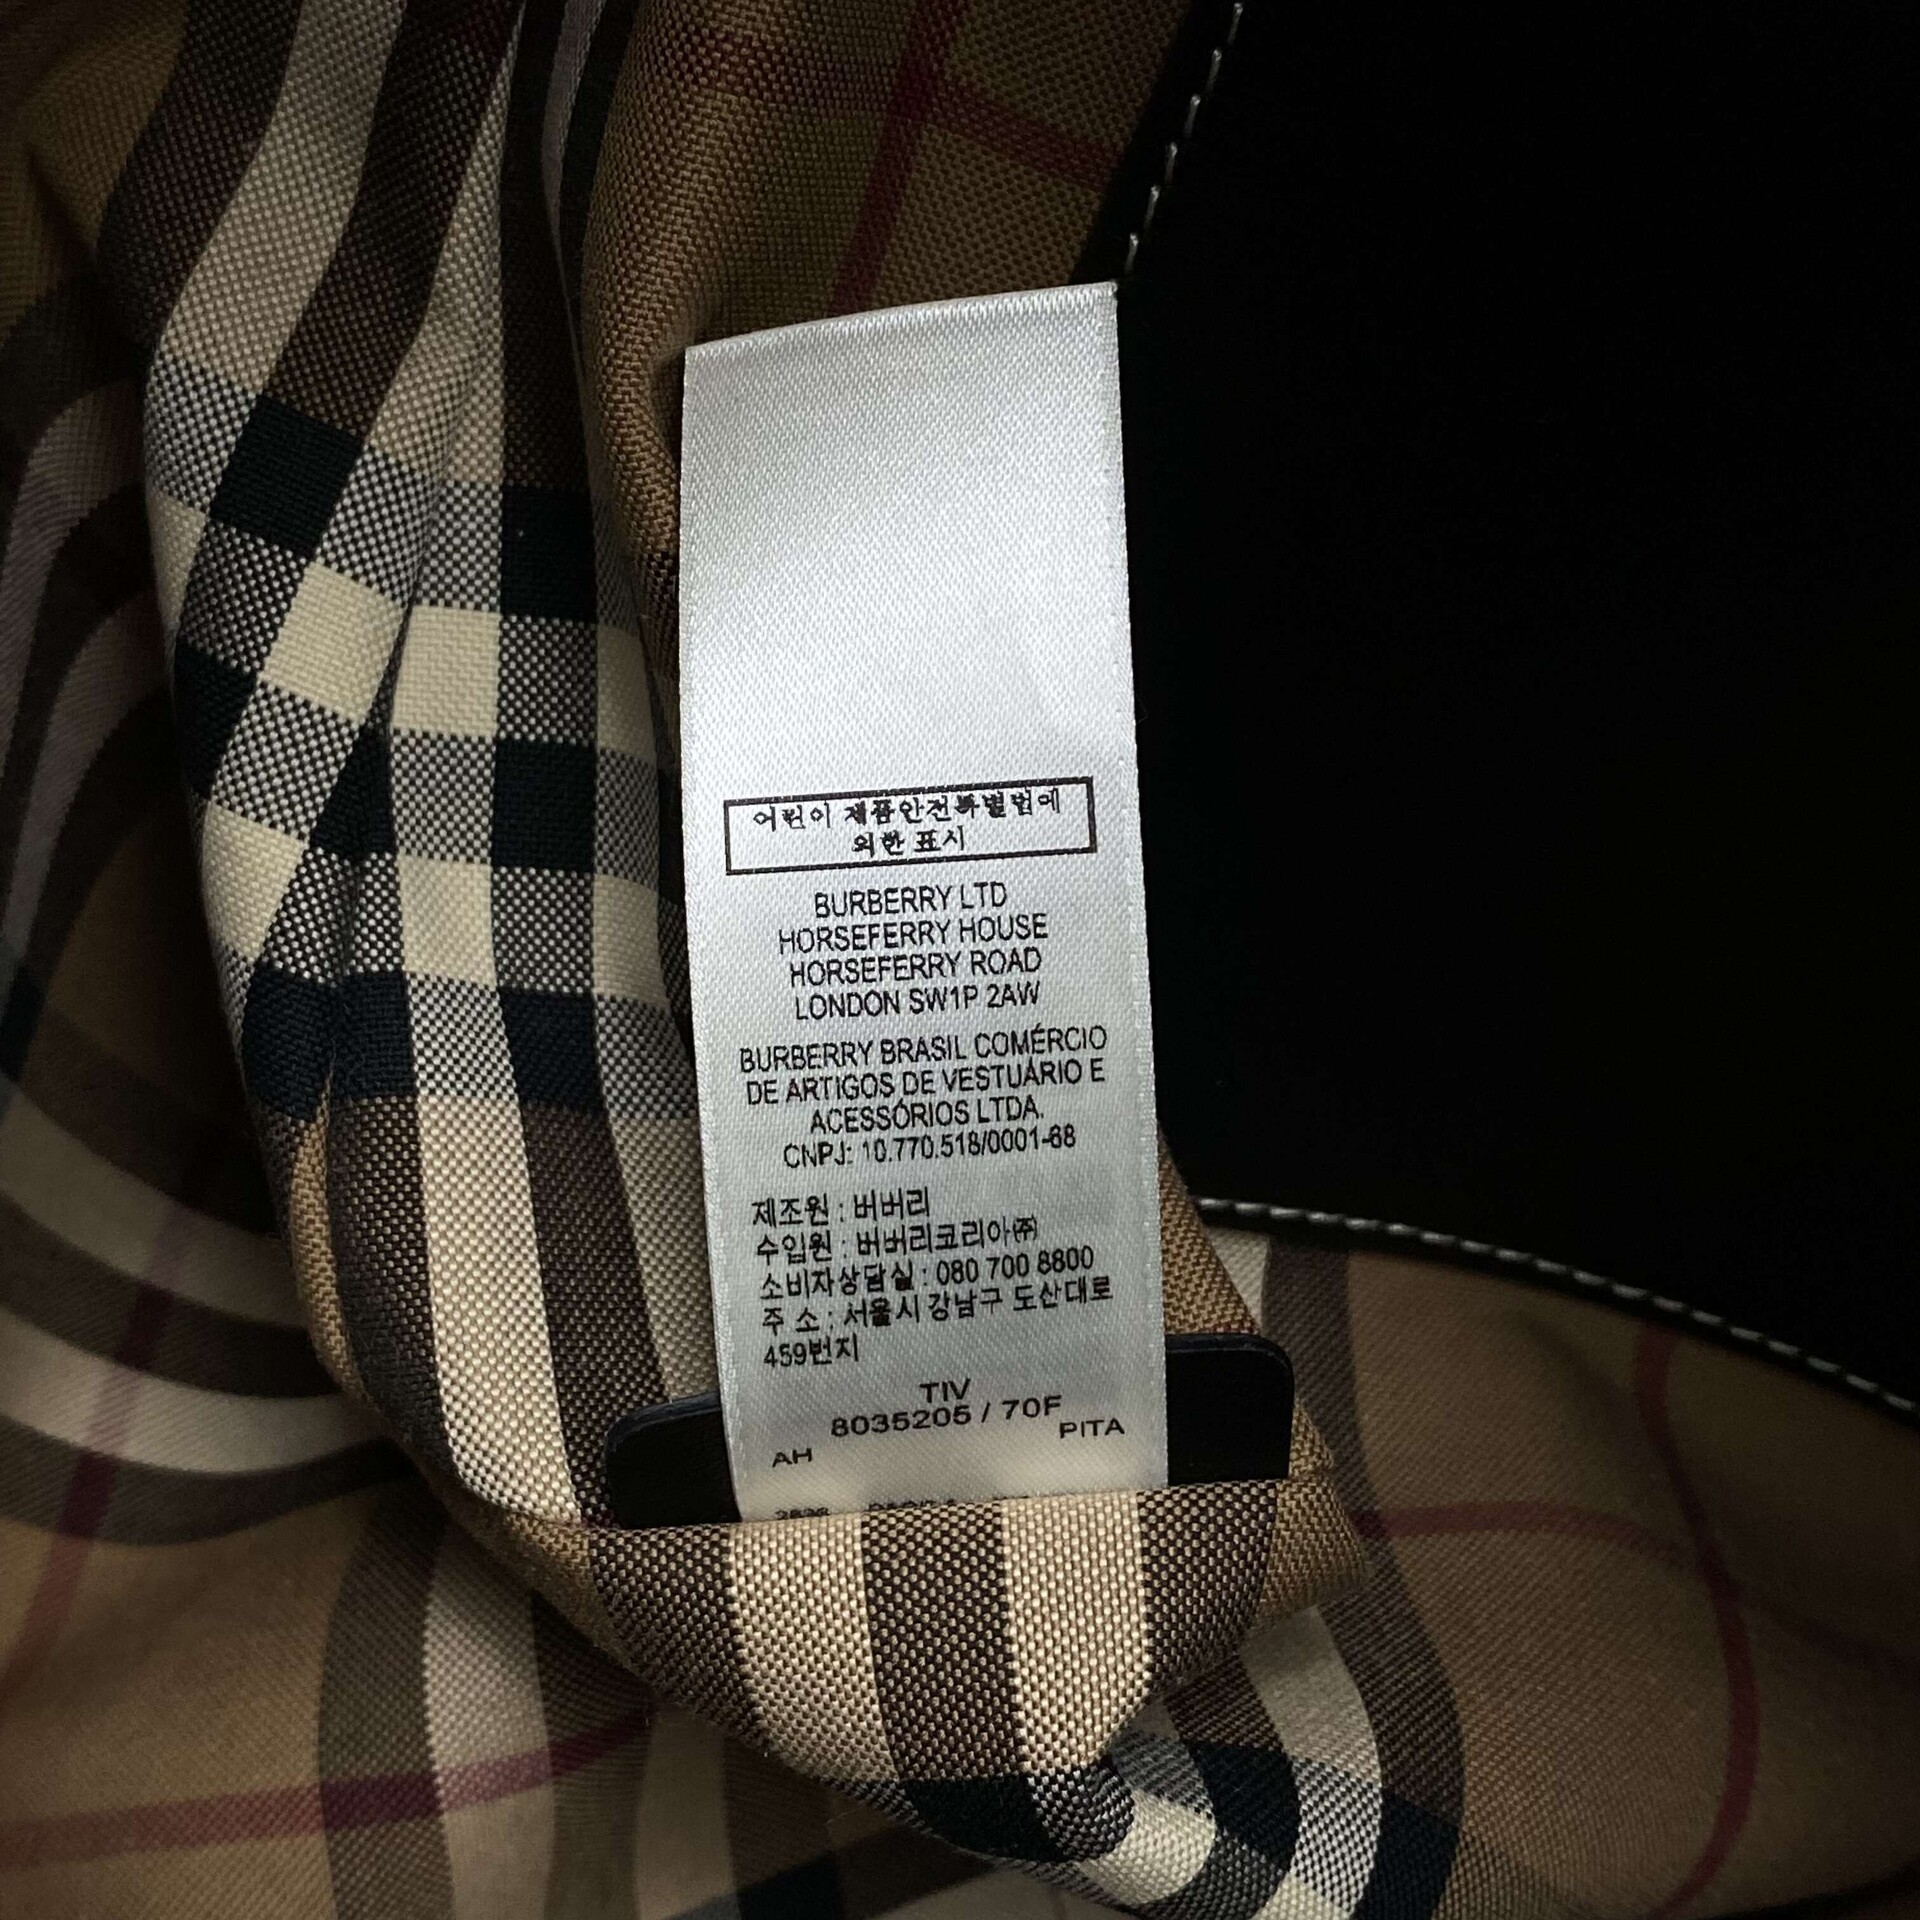 어린이 제품안전특별법에
의한 표시
BURBERRY LTD
HORSEFERRY HOUSE
HORSEFERRY ROAD
LONDON SW1P 2AW
BURBERRY BRASIL COMÉRCIO
DE ARTIGOS DE VESTUÁRIO E
ACESSÓRIOS LTDA.
CNPJ: 10.770.518/0001-68
제조원 : 버버리
수입원 : 버버리코리아㈜
소비자상담실 : 080 700 8800
주 소 : 서울시 강남구 도산대로
459번지
TIV
8035205 / 70F
AH PITA